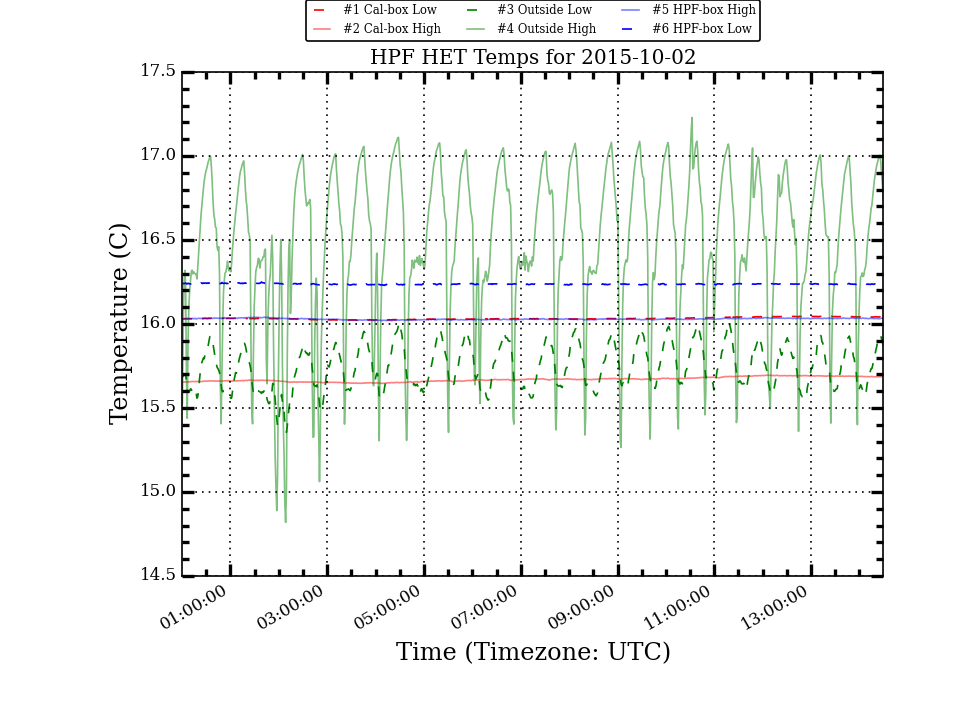 #1 Cal-box Low #3 Outside Low #5 HPF-box High
#2 Cal-box High #4 Outside High #6 HPF-box Low
HPF HET Temps for 2015-10-02
17.5
17.0
16.5
16.0
15.5
15.0
14.5
Temperature (C)
01:00:00 03:00:00 05:00:00 07:00:00 09:00:00 11:00:00 13:00:00
Time (Timezone: UTC)